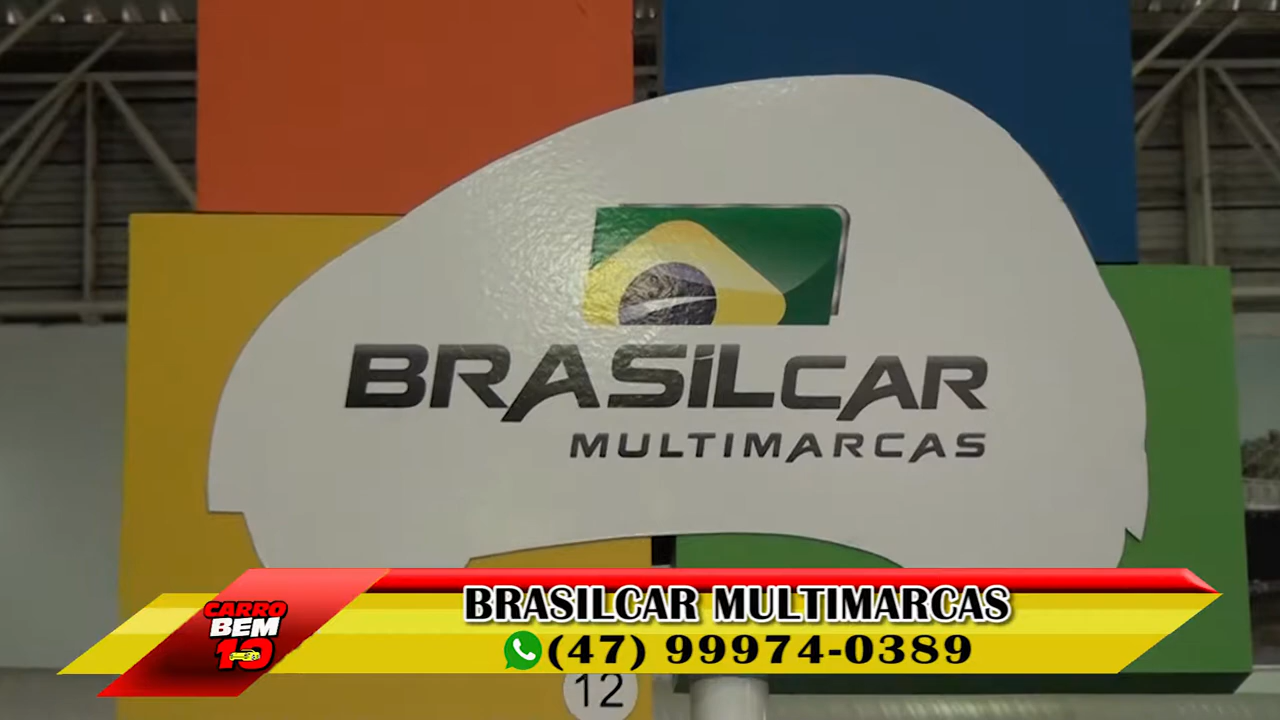 BRASILCAR
MULTIMARCAS
CARRO
BEM
10
BRASILCAR MULTIMARCAS
(47) 99974-0389
12